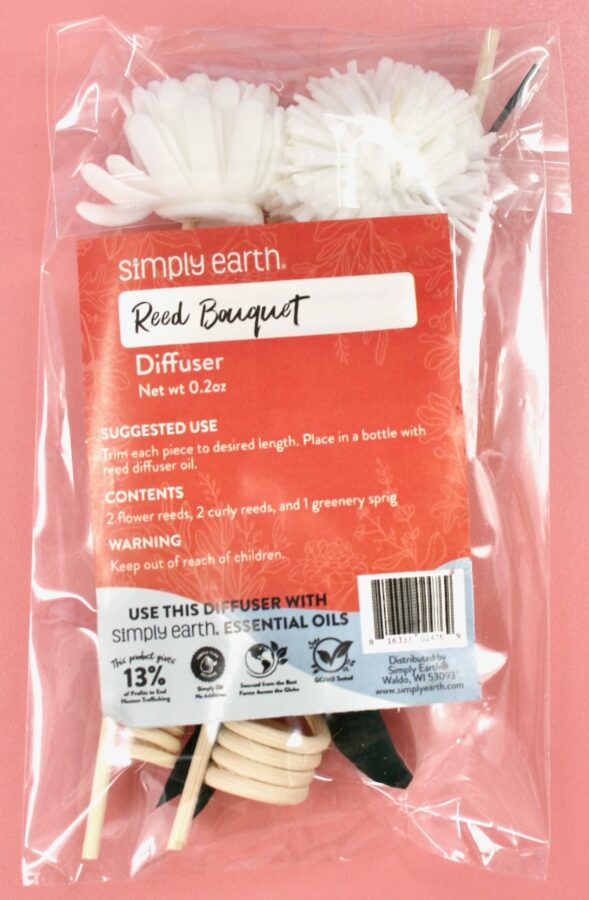 simply earth®
Reed Bouquet
Diffuser
Net wt 0.2oz
SUGGESTED USE
Trim each piece to desired length. Place in a bottle with
reed diffuser oil.
CONTENTS
2 flower reeds, 2 curly reeds, and 1 greenery sprig
WARNING
Keep out of reach of children.
USE THIS DIFFUSER WITH
simply earth. ESSENTIAL OILS
This product gives
13%
of Profits to End
Human Trafficking
Simply Oil
No Additives
Sourced from the Best
Farms Across the Globe
GC/MS Tested
Distributed by
Simply Earth®
Waldo, WI 53093
www.simplyearth.com